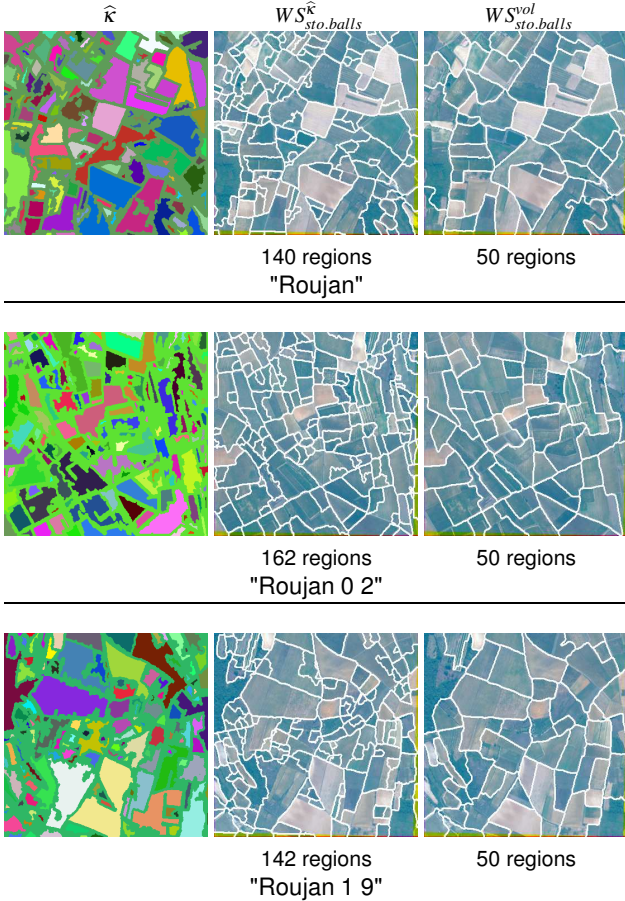 κ̂ WS^κ̂_sto.balls WS^vol_sto.balls
140 regions 50 regions
"Roujan"
162 regions 50 regions
"Roujan 0 2"
142 regions 50 regions
"Roujan 1 9"